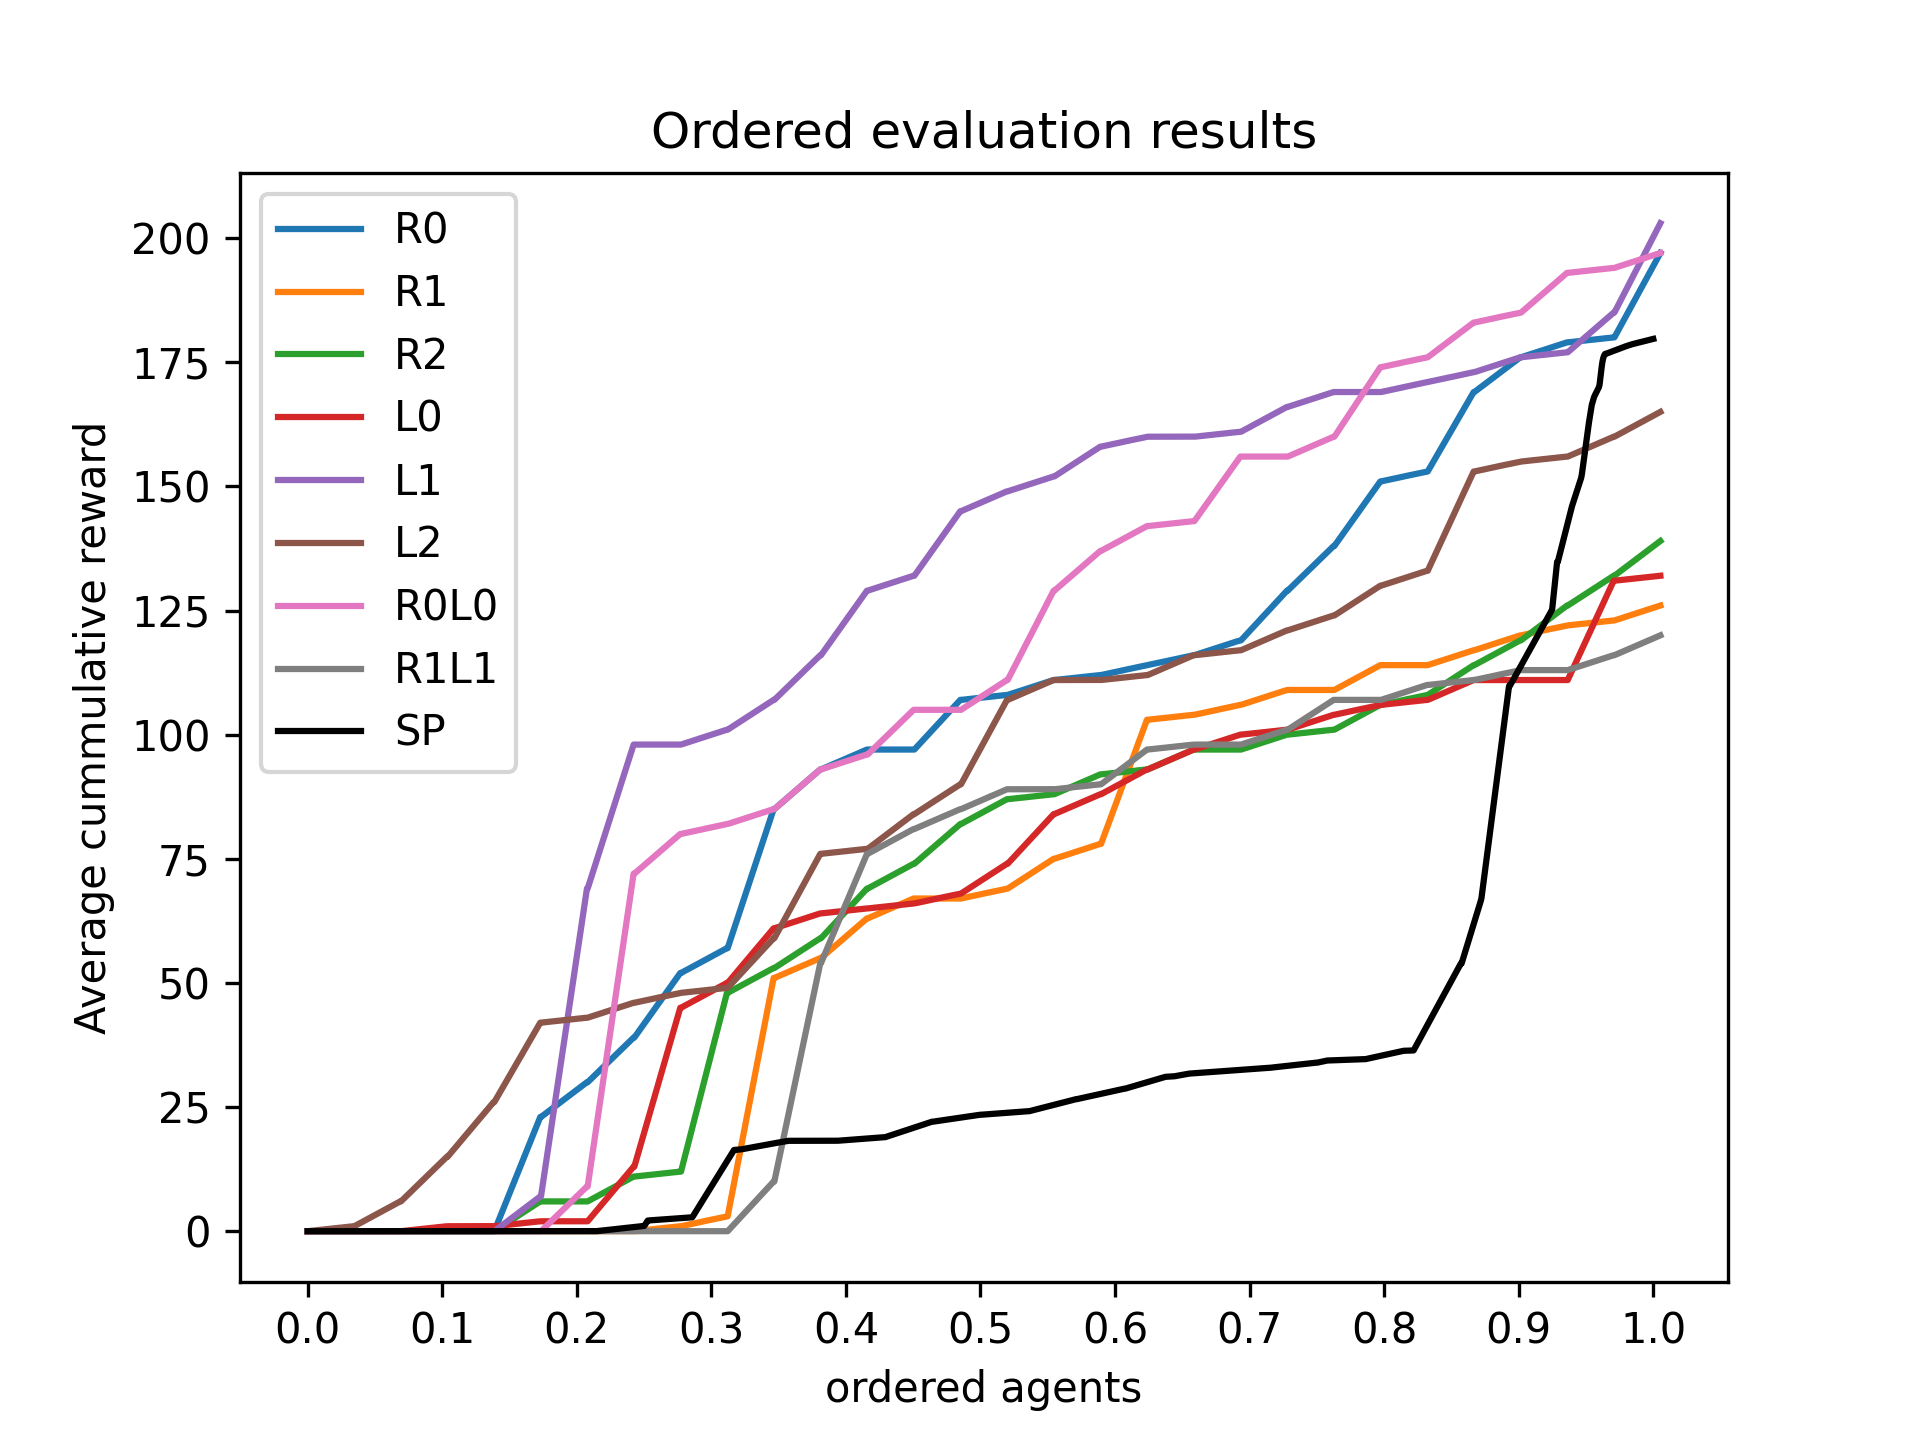 Ordered evaluation results
R0
R1
R2
L0
L1
L2
R0L0
R1L1
SP
200
175
150
125
100
75
50
25
0
Average cummulative reward
0.0 0.1 0.2 0.3 0.4 0.5 0.6 0.7 0.8 0.9 1.0
ordered agents